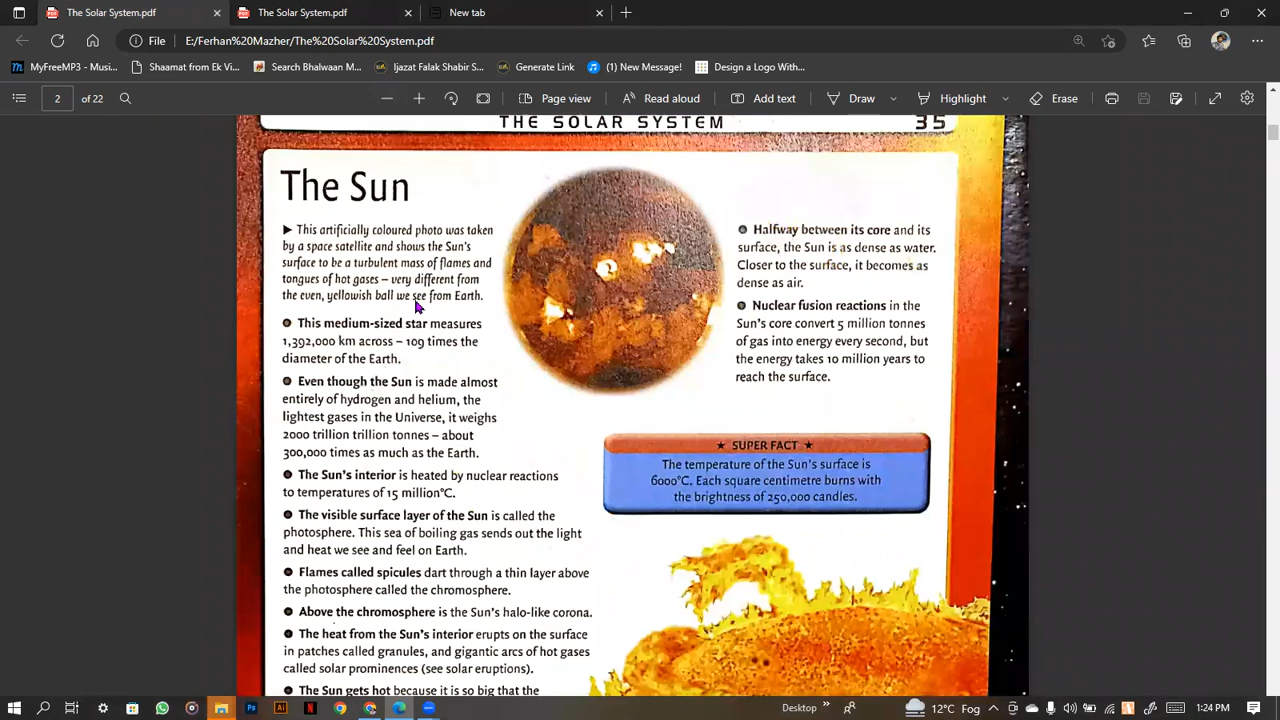 The Solar System.pdf
The Solar System.pdf
New tab
File
E:/Ferhan%20Mazher/The%20Solar%20System.pdf
MyFreeMP3 - Musi...
Shaamat from Ek Vi...
Search Bhalwaan M...
Ijazat Falak Shabir S...
Generate Link
(1) New Message!
Design a Logo With...
2 of 22
Page view
Read aloud
Add text
Draw
Highlight
Erase
THE SOLAR SYSTEM
35
The Sun
▶ This artificially coloured photo was taken
by a space satellite and shows the Sun's
surface to be a turbulent mass of flames and
tongues of hot gases – very different from
the even, yellowish ball we see from Earth.
This medium-sized star measures
1,392,000 km across – 109 times the
diameter of the Earth.
Even though the Sun is made almost
entirely of hydrogen and helium, the
lightest gases in the Universe, it weighs
2000 trillion trillion tonnes – about
300,000 times as much as the Earth.
The Sun's interior is heated by nuclear reactions
to temperatures of 15 million°C.
The visible surface layer of the Sun is called the
photosphere. This sea of boiling gas sends out the light
and heat we see and feel on Earth.
Flames called spicules dart through a thin layer above
the photosphere called the chromosphere.
Above the chromosphere is the Sun's halo-like corona.
The heat from the Sun's interior erupts on the surface
in patches called granules, and gigantic arcs of hot gases
called solar prominences (see solar eruptions).
The Sun gets hot because it is so big that the
Halfway between its core and its
surface, the Sun is as dense as water.
Closer to the surface, it becomes as
dense as air.
Nuclear fusion reactions in the
Sun's core convert 5 million tonnes
of gas into energy every second, but
the energy takes 10 million years to
reach the surface.
★ SUPER FACT ★
The temperature of the Sun's surface is
6000°C. Each square centimetre burns with
the brightness of 250,000 candles.
Desktop
12°C Fog
1:24 PM